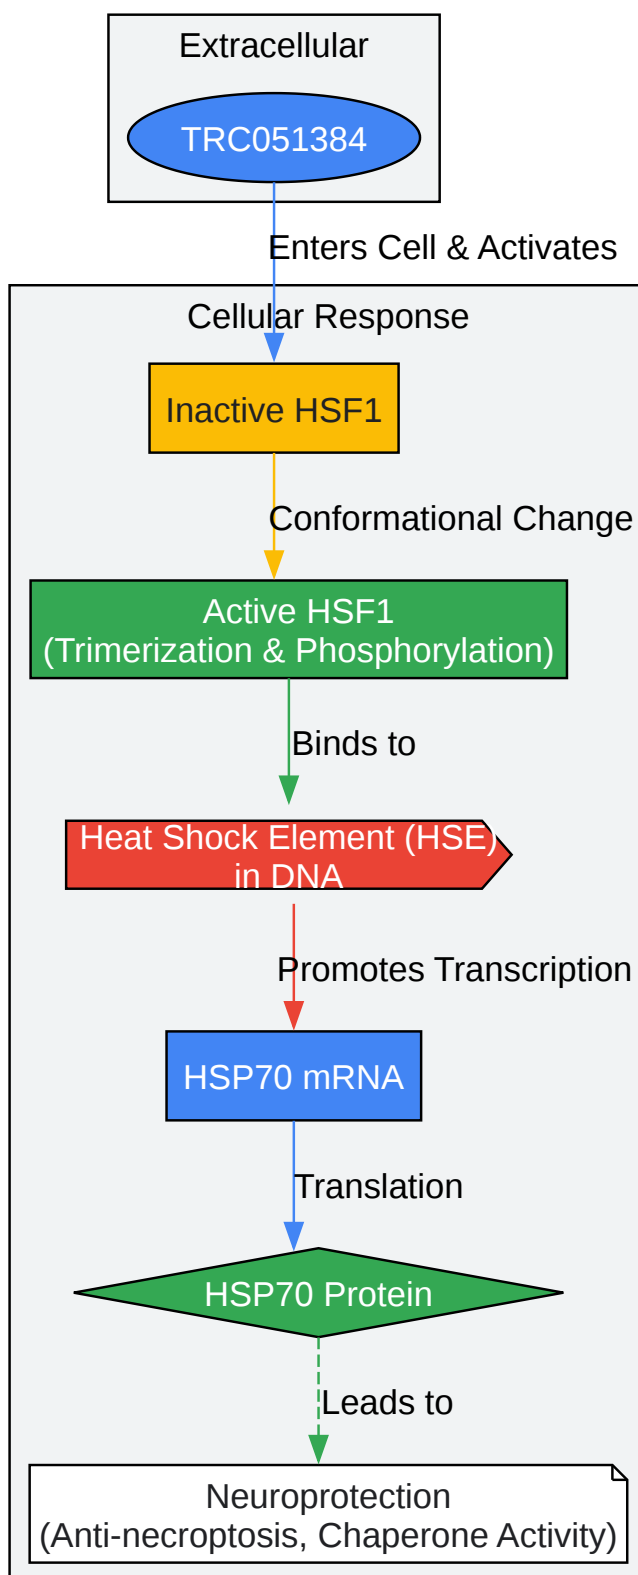 Extracellular
TRC051384
Enters Cell & Activates
Cellular Response
Inactive HSF1
Conformational Change
Active HSF1
(Trimerization & Phosphorylation)
Binds to
Heat Shock Element (HSE)
in DNA
Promotes Transcription
HSP70 mRNA
Translation
HSP70 Protein
Leads to
Neuroprotection
(Anti-necroptosis, Chaperone Activity)